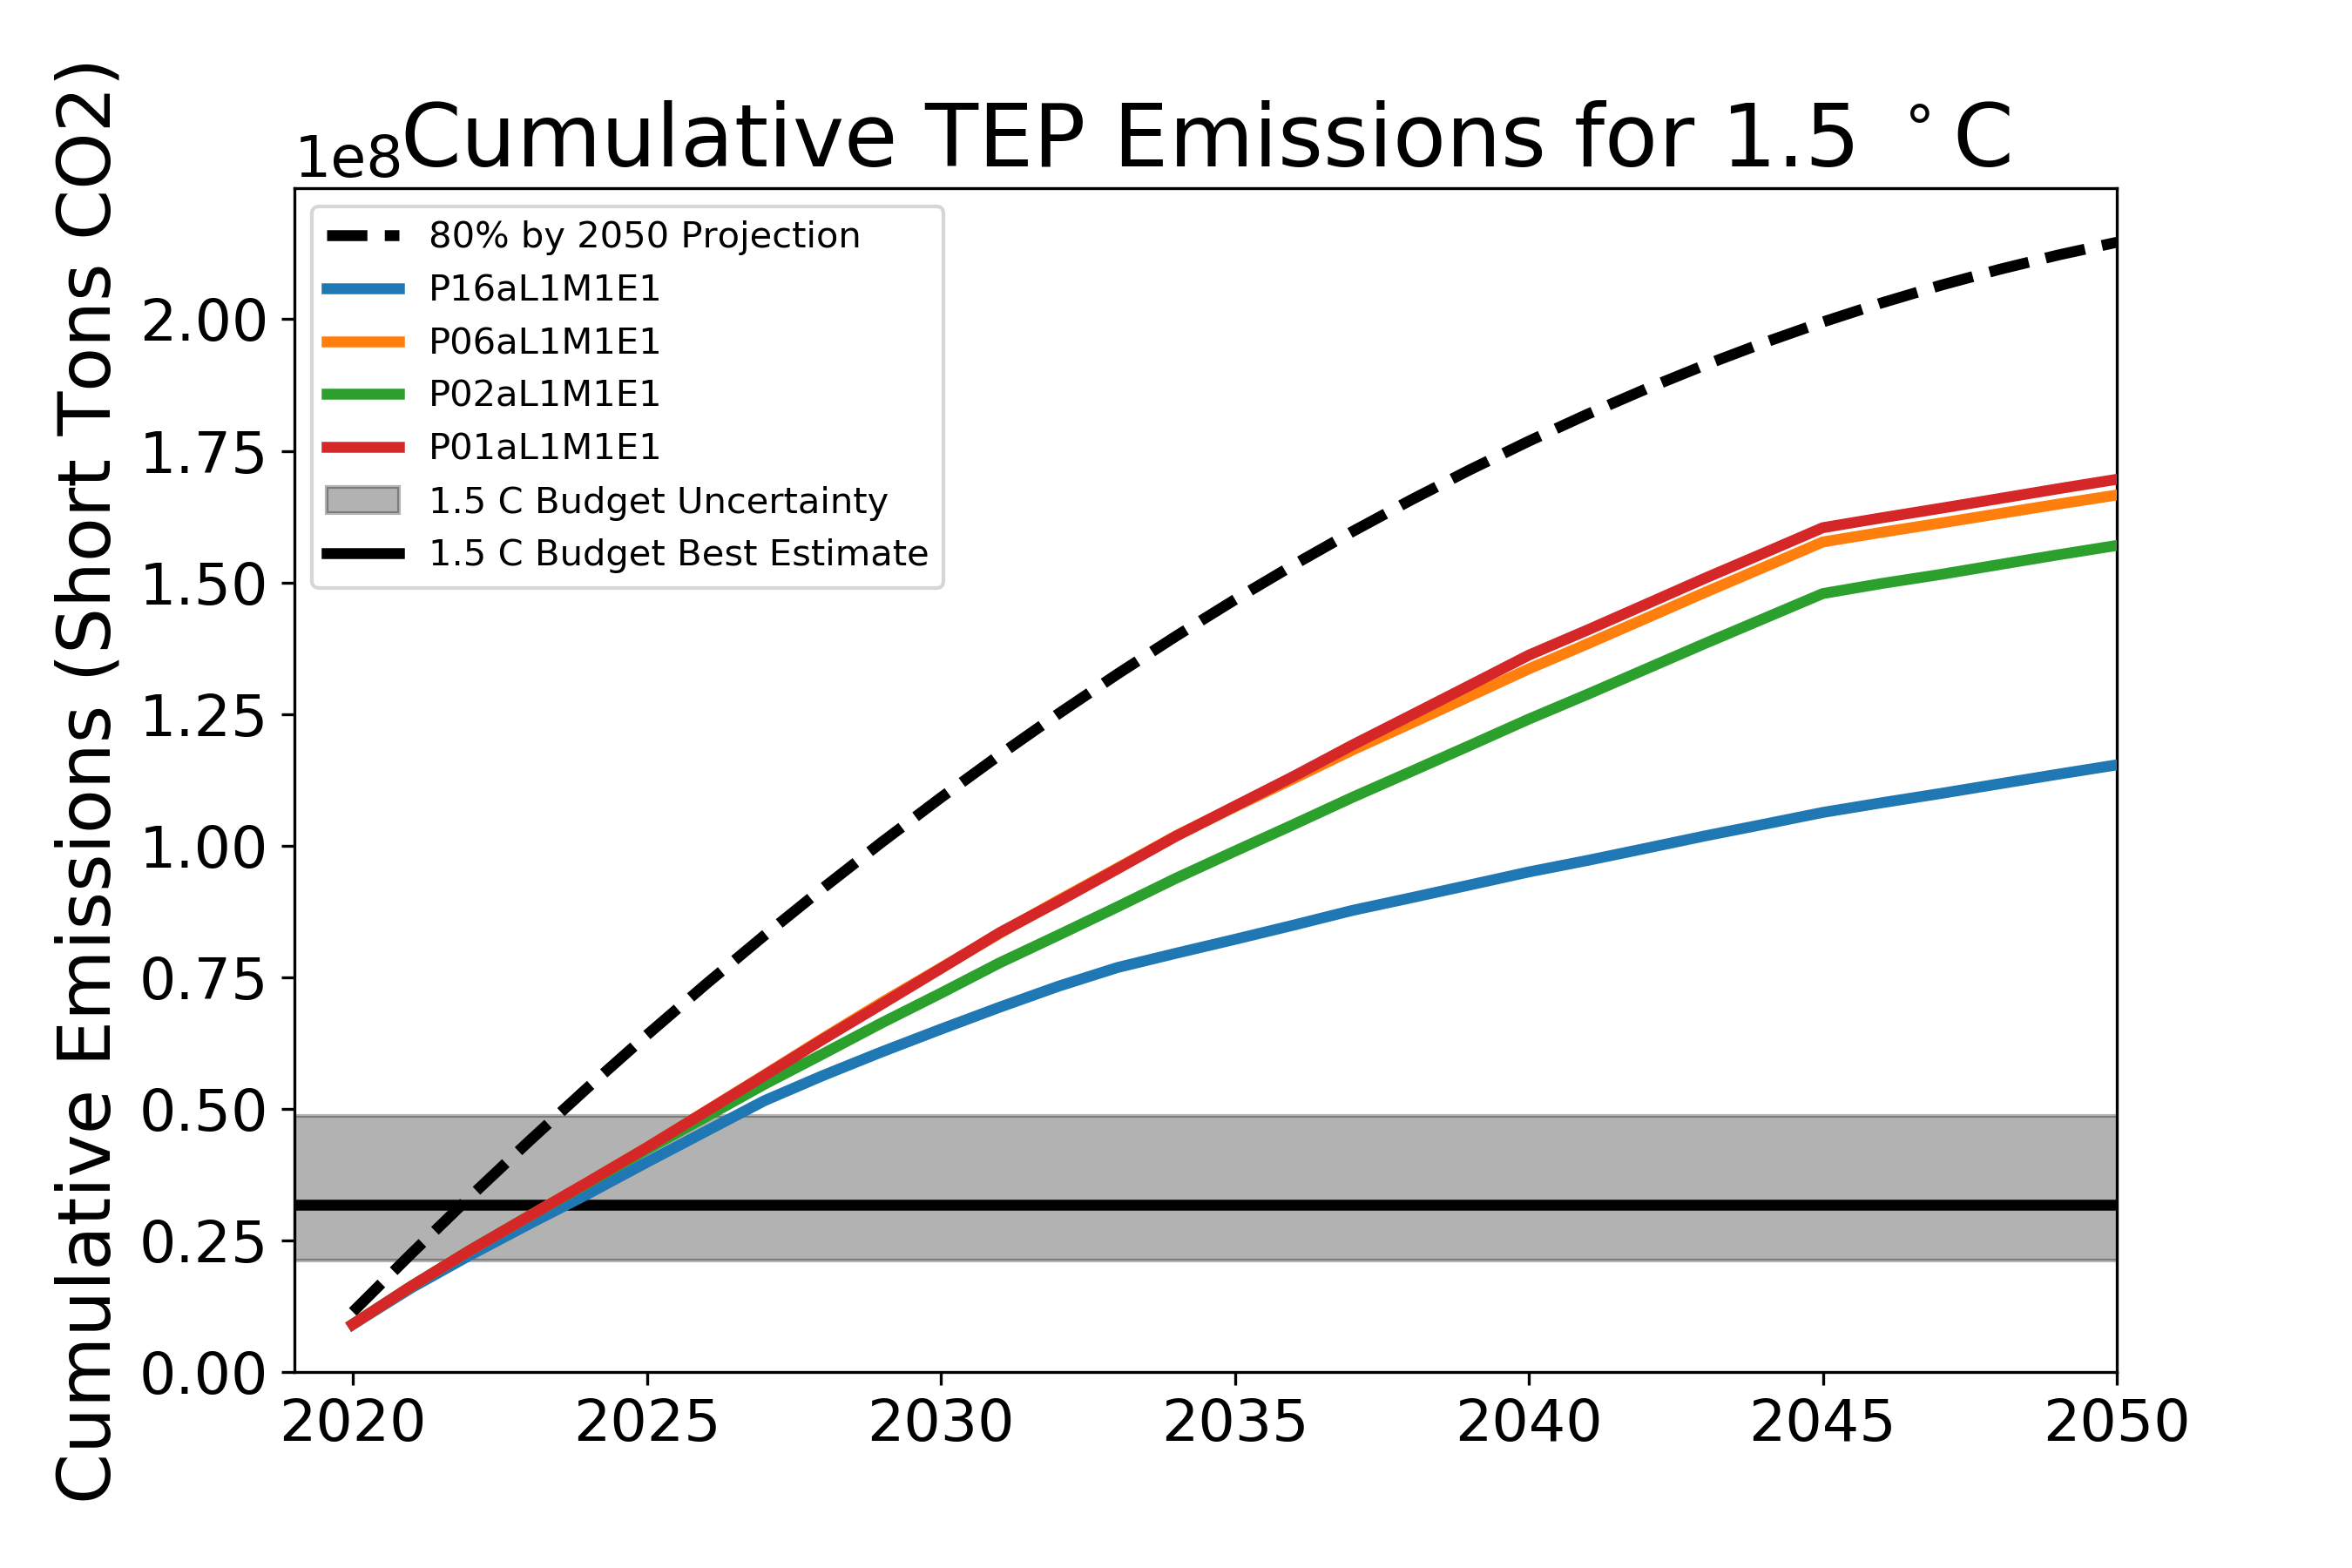 Cumulative TEP Emissions for 1.5 °C
1e8
Cumulative Emissions (Short Tons CO2)
80% by 2050 Projection
P16aL1M1E1
P06aL1M1E1
P02aL1M1E1
P01aL1M1E1
1.5 C Budget Uncertainty
1.5 C Budget Best Estimate
2.00
1.75
1.50
1.25
1.00
0.75
0.50
0.25
0.00
2020 2025 2030 2035 2040 2045 2050